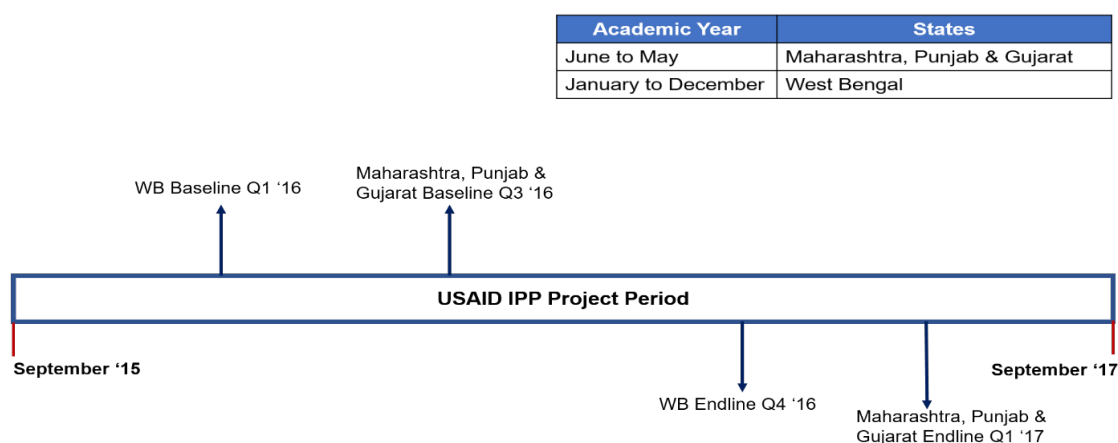 Academic Year States
June to May Maharashtra, Punjab & Gujarat
January to December West Bengal
WB Baseline Q1 ‘16
Maharashtra, Punjab &
Gujarat Baseline Q3 ‘16
USAID IPP Project Period
September ‘15
September ‘17
WB Endline Q4 ‘16
Maharashtra, Punjab &
Gujarat Endline Q1 ‘17